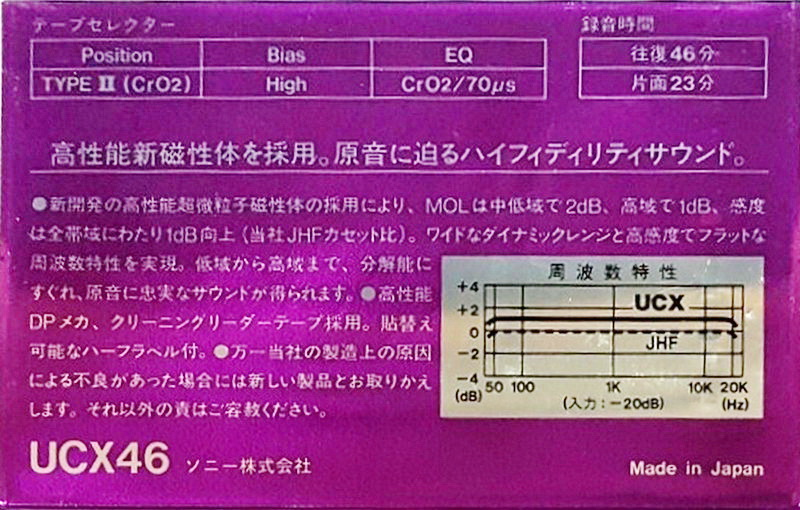 テープセレクター
Position Bias EQ
TYPE II (CrO2) High CrO2/70μs
録音時間
往復46分
片面23分
高性能新磁性体を採用。原音に迫るハイフィディリティサウンド。
●新開発の高性能超微粒子磁性体の採用により、MOLは中低域で2dB、高域で1dB、感度
は全帯域にわたり1dB向上(当社JHFカセット比)。ワイドなダイナミックレンジと高感度でフラットな
周波数特性を実現。低域から高域まで、分解能に
すぐれ、原音に忠実なサウンドが得られます。●高性能
DPメカ、クリーニングリーダーテープ採用。貼替え
可能なハーフラベル付。●万一当社の製造上の原因
による不良があった場合には新しい製品とお取りかえ
します。それ以外の責はご容赦ください。
周波数特性
+4
+2
0
−2
−4
(dB)
UCX
JHF
50 100 1K 10K 20K
(入力:−20dB) (Hz)
UCX46 ソニー株式会社
Made in Japan